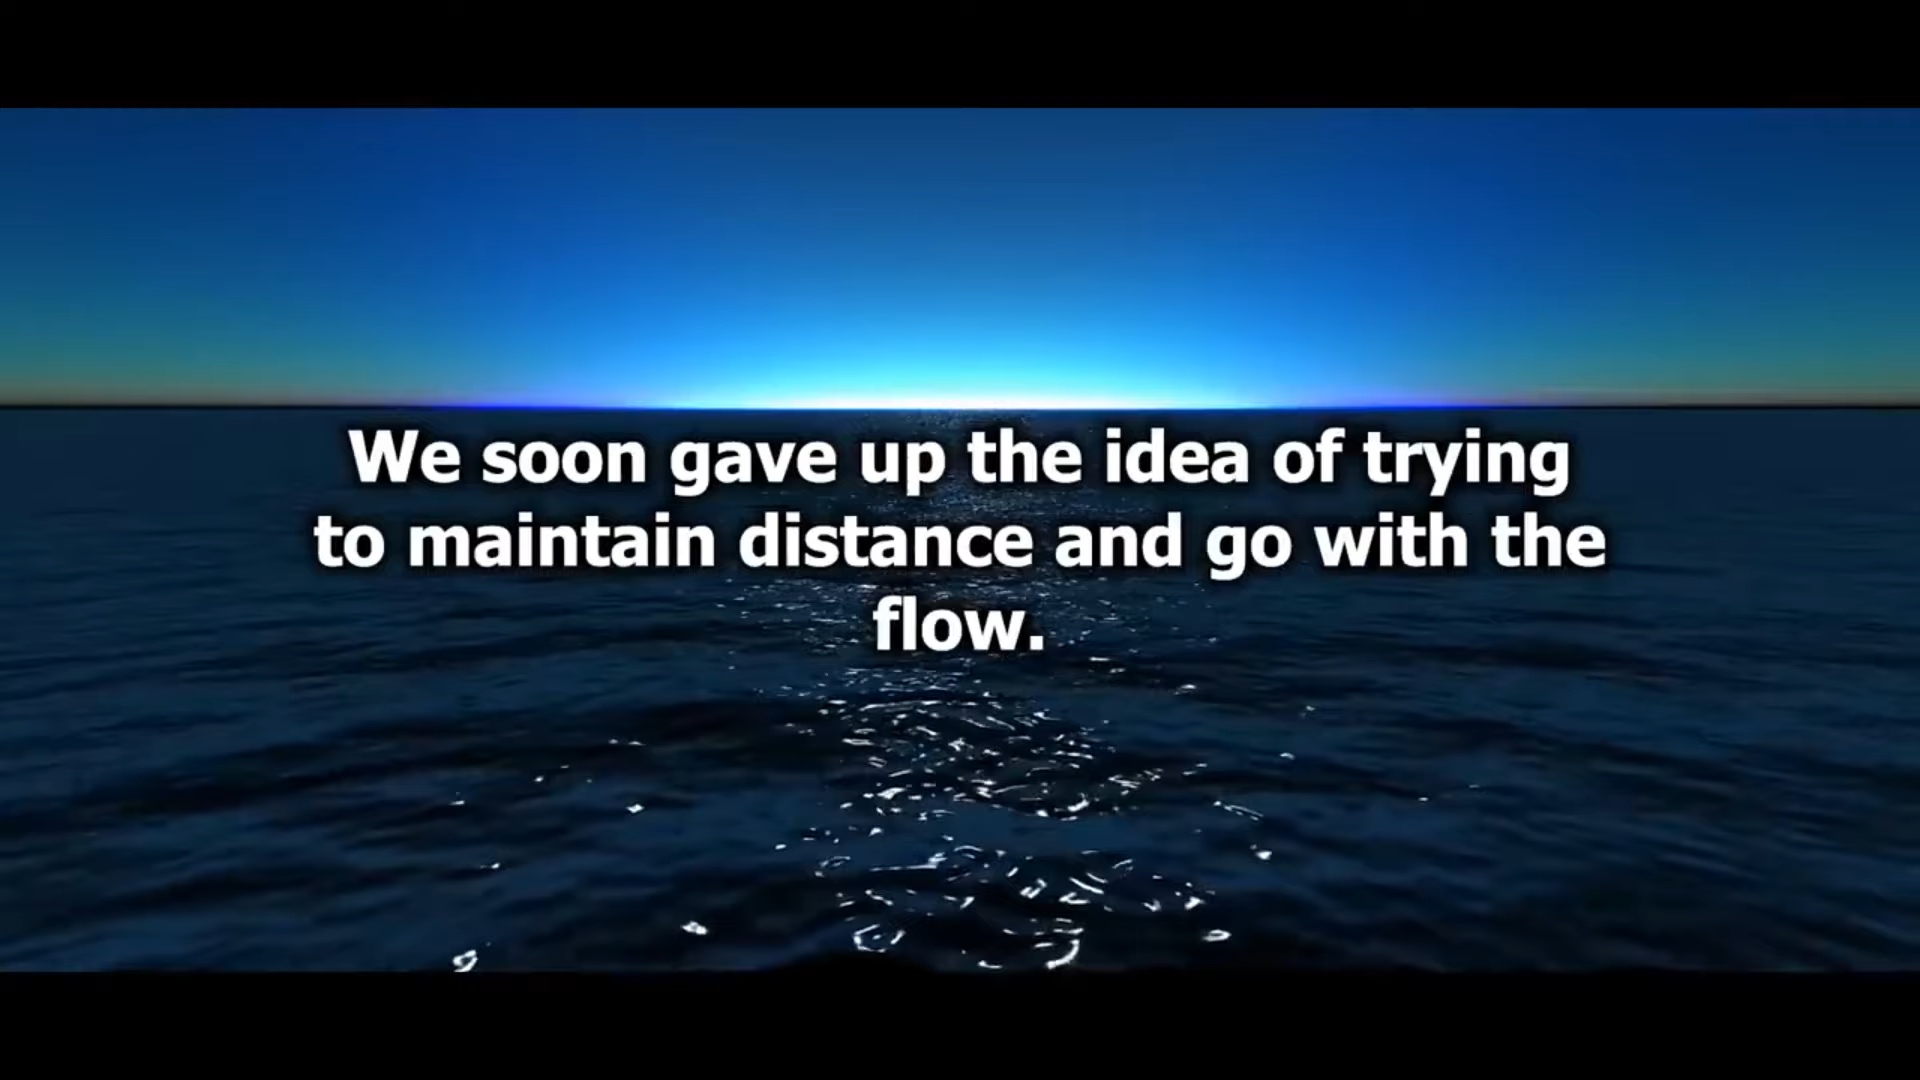 We soon gave up the idea of trying
to maintain distance and go with the
flow.